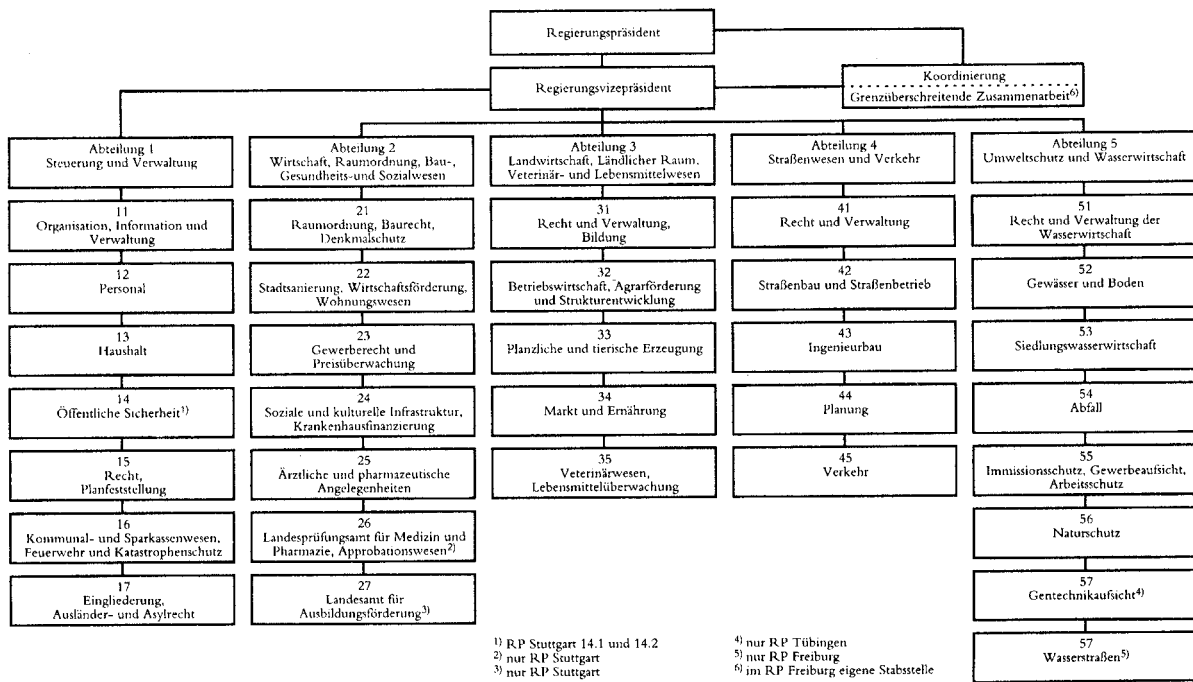 Regierungspräsident
Regierungsvizepräsident
Koordinierung
Grenzüberschreitende Zusammenarbeit⁶⁾
Abteilung 1
Steuerung und Verwaltung
11
Organisation, Information und
Verwaltung
12
Personal
13
Haushalt
14
Öffentliche Sicherheit¹⁾
15
Recht,
Planfeststellung
16
Kommunal- und Sparkassenwesen,
Feuerwehr und Katastrophenschutz
17
Eingliederung,
Ausländer- und Asylrecht
Abteilung 2
Wirtschaft, Raumordnung, Bau-,
Gesundheits-und Sozialwesen
21
Raumordnung, Baurecht,
Denkmalschutz
22
Stadtsanierung, Wirtschaftsförderung,
Wohnungswesen
23
Gewerberecht und
Preisüberwachung
24
Soziale und kulturelle Infrastruktur,
Krankenhausfinanzierung
25
Ärztliche und pharmazeutische
Angelegenheiten
26
Landesprüfungsamt für Medizin und
Pharmazie, Approbationswesen²⁾
27
Landesamt für
Ausbildungsförderung³⁾
Abteilung 3
Landwirtschaft, Ländlicher Raum,
Veterinär- und Lebensmittelwesen
31
Recht und Verwaltung,
Bildung
32
Betriebswirtschaft, Agrarförderung
und Strukturentwicklung
33
Planzliche und tierische Erzeugung
34
Markt und Ernährung
35
Veterinärwesen,
Lebensmittelüberwachung
Abteilung 4
Straßenwesen und Verkehr
41
Recht und Verwaltung
42
Straßenbau und Straßenbetrieb
43
Ingenieurbau
44
Planung
45
Verkehr
Abteilung 5
Umweltschutz und Wasserwirtschaft
51
Recht und Verwaltung der
Wasserwirtschaft
52
Gewässer und Boden
53
Siedlungswasserwirtschaft
54
Abfall
55
Immissionsschutz, Gewerbeaufsicht,
Arbeitsschutz
56
Naturschutz
57
Gentechnikaufsicht⁴⁾
57
Wasserstraßen⁵⁾
¹⁾ RP Stuttgart 14.1 und 14.2
²⁾ nur RP Stuttgart
³⁾ nur RP Stuttgart
⁴⁾ nur RP Tübingen
⁵⁾ nur RP Freiburg
⁶⁾ im RP Freiburg eigene Stabsstelle